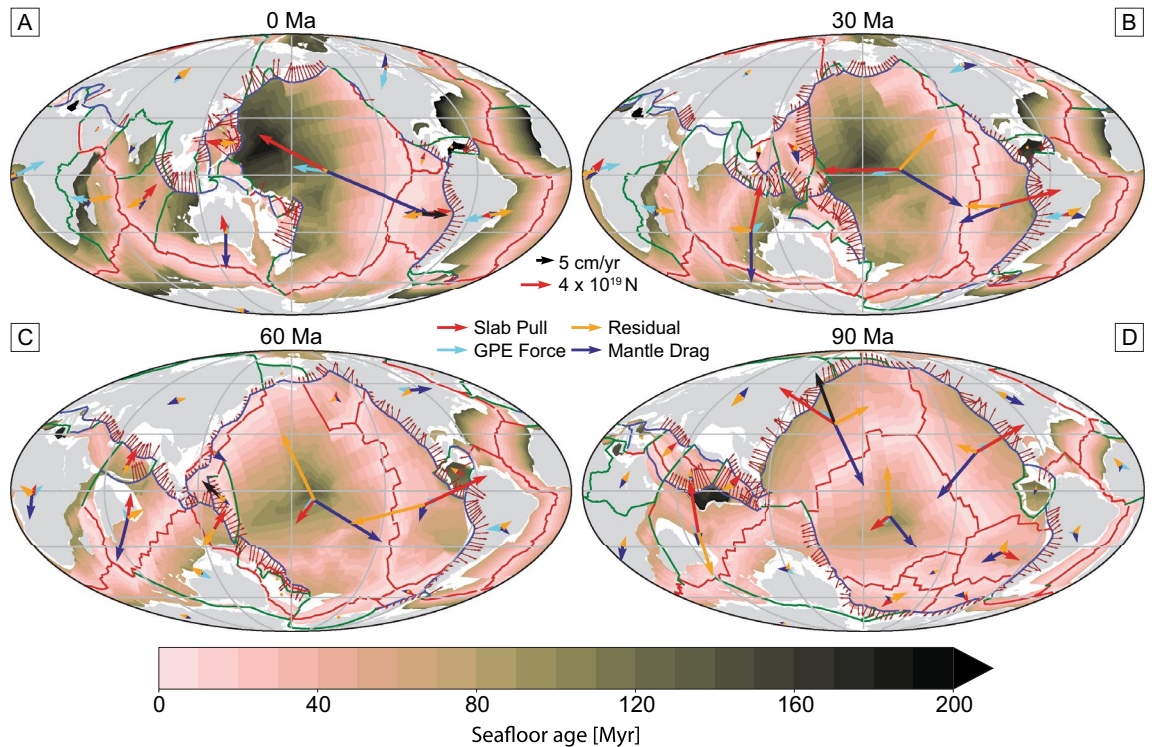 A
0 Ma
30 Ma
B
5 cm/yr
4 x 10¹⁹ N
Slab Pull
Residual
GPE Force
Mantle Drag
C
60 Ma
90 Ma
D
0
40
80
120
160
200
Seafloor age [Myr]